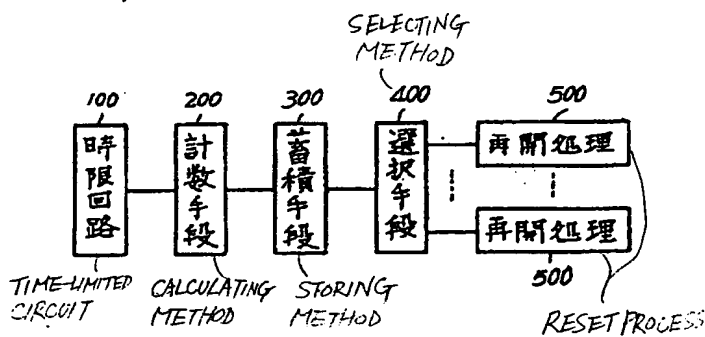 SELECTING
METHOD
100
200
300
400
500
時限回路
計数手段
蓄積手段
選択手段
再開処理
再開処理
500
TIME-LIMITED
CIRCUIT
CALCULATING
METHOD
STORING
METHOD
RESET PROCESS